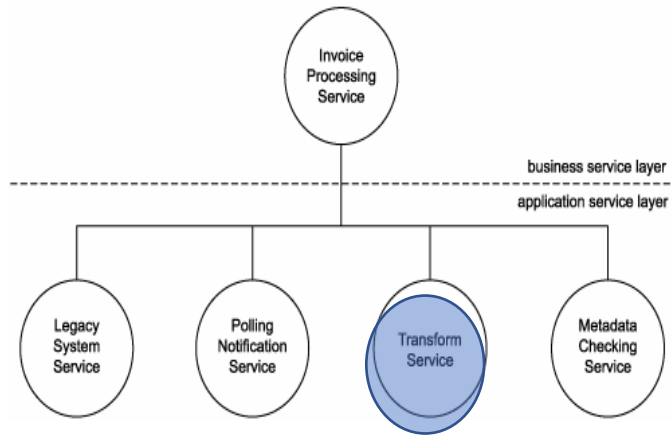 Invoice
Processing
Service
business service layer
application service layer
Legacy
System
Service
Polling
Notification
Service
Transform
Service
Metadata
Checking
Service